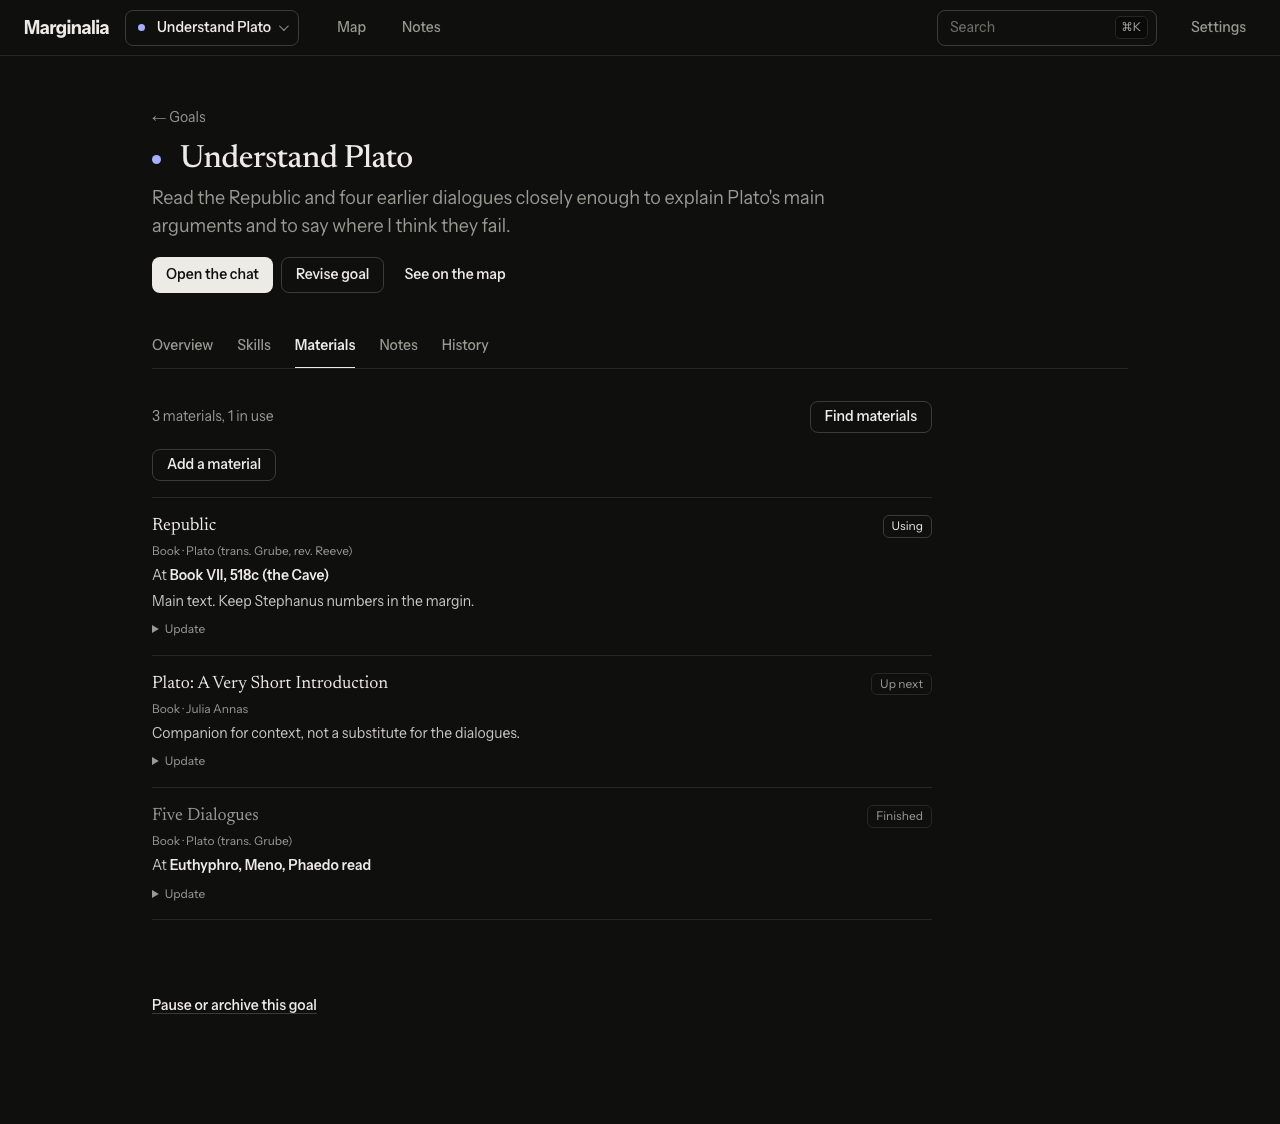 Marginalia
Understand Plato
Map
Notes
Search
⌘K
Settings
← Goals
Understand Plato
Read the Republic and four earlier dialogues closely enough to explain Plato's main
arguments and to say where I think they fail.
Open the chat
Revise goal
See on the map
Overview
Skills
Materials
Notes
History
3 materials, 1 in use
Find materials
Add a material
Republic
Using
Book · Plato (trans. Grube, rev. Reeve)
At Book VII, 518c (the Cave)
Main text. Keep Stephanus numbers in the margin.
Update
Plato: A Very Short Introduction
Up next
Book · Julia Annas
Companion for context, not a substitute for the dialogues.
Update
Five Dialogues
Finished
Book · Plato (trans. Grube)
At Euthyphro, Meno, Phaedo read
Update
Pause or archive this goal